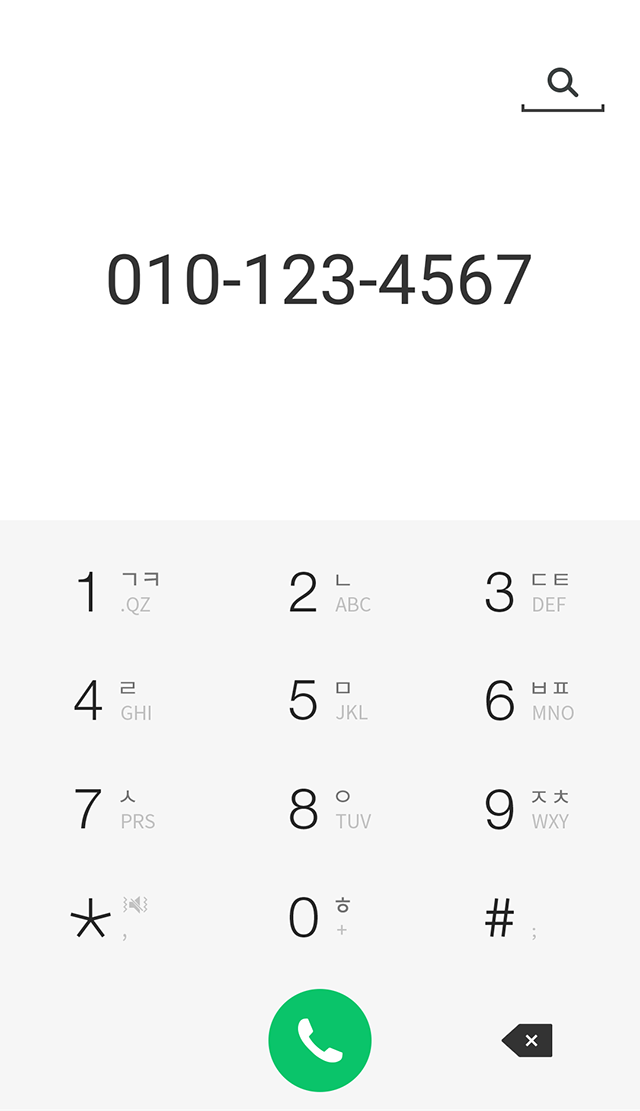 010-123-4567
1 ㄱㅋ .QZ
2 ㄴ ABC
3 ㄷㅌ DEF
4 ㄹ GHI
5 ㅁ JKL
6 ㅂㅍ MNO
7 ㅅ PRS
8 ㅇ TUV
9 ㅈㅊ WXY
* ,
0 ㅎ +
# ;